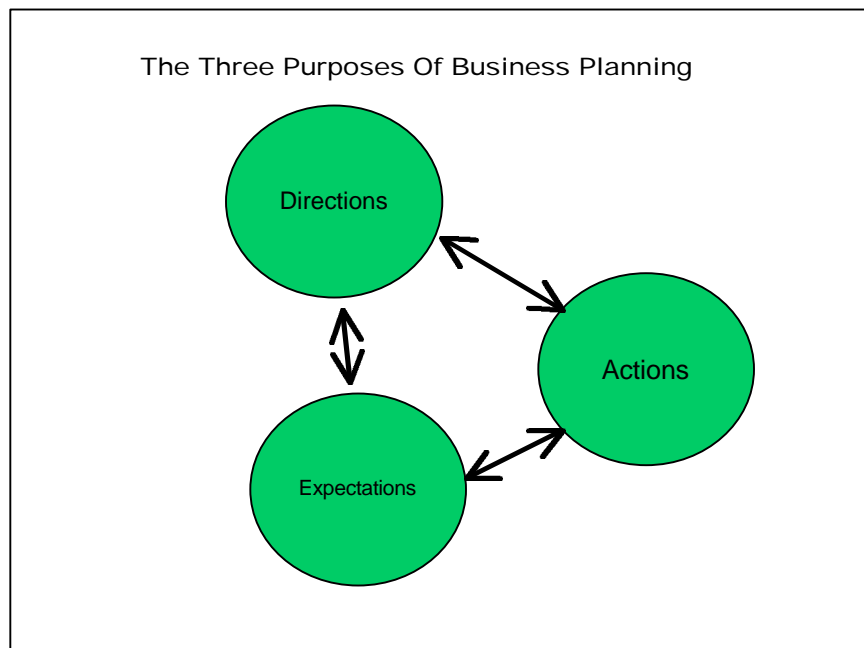 The Three Purposes Of Business Planning
Directions
Actions
Expectations